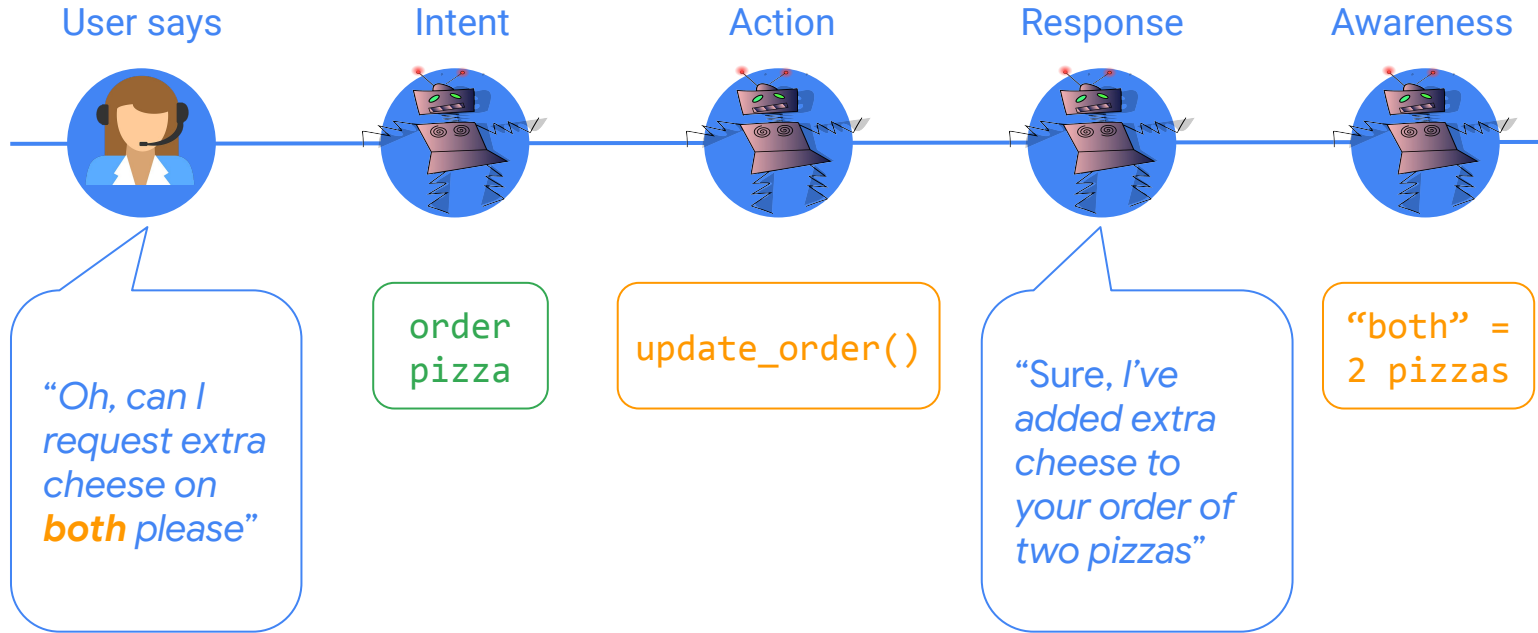 User says
Intent
Action
Response
Awareness
“Oh, can I
request extra
cheese on
both please”
order
pizza
update_order()
“Sure, I’ve
added extra
cheese to
your order of
two pizzas”
“both” =
2 pizzas